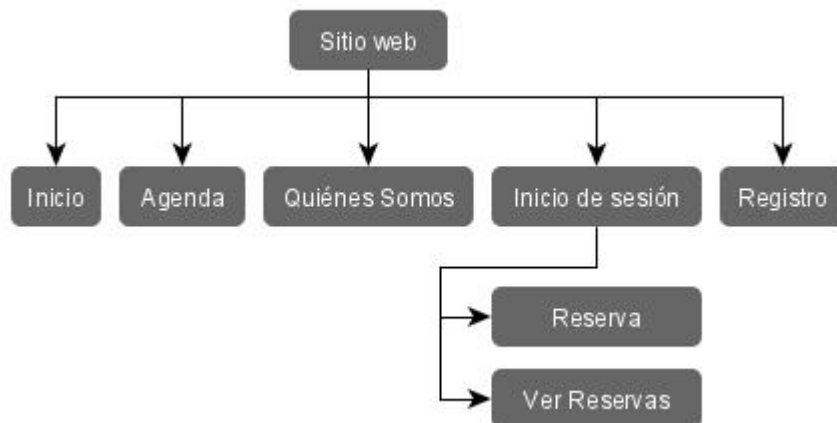 Sitio web
Inicio
Agenda
Quiénes Somos
Inicio de sesión
Registro
Reserva
Ver Reservas